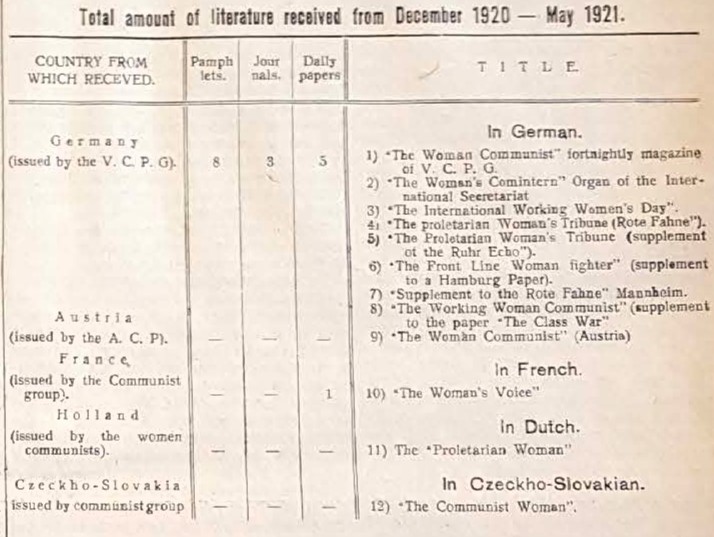 Total amount of literature received from December 1920 — May 1921.
COUNTRY FROM WHICH RECEVED. | Pamph lets. | Jour nals. | Daily papers | TITLE
In German.
Germany
(issued by the V. C. P. G). 8 3 5
1) “The Woman Communist” fortnightly magazine
of V. C. P. G.
2) “The Woman's Comintern” Organ of the Inter-
national Secretariat
3) “The International Working Women's Day”.
4) “The proletarian Woman's Tribune (Rote Fahne”).
5) “The Proletarian Woman's Tribune (supplement
of the Ruhr Echo”).
6) “The Front Line Woman fighter” (supplement
to a Hamburg Paper).
7) “Supplement to the Rote Fahne” Mannheim.
8) “The Working Woman Communist” (supplement
to the paper “The Class War”
9) “The Woman Communist” (Austria)
Austria
(issued by the A. C. P). — — —
France,
(issued by the Communist
group). — — 1
In French.
10) “The Woman's Voice”
Holland
(issued by the women
communists). — — —
In Dutch.
11) The “Proletarian Woman”
Czeckho-Slovakia
issued by communist group — — —
In Czeckho-Slovakian.
12) “The Communist Woman”.